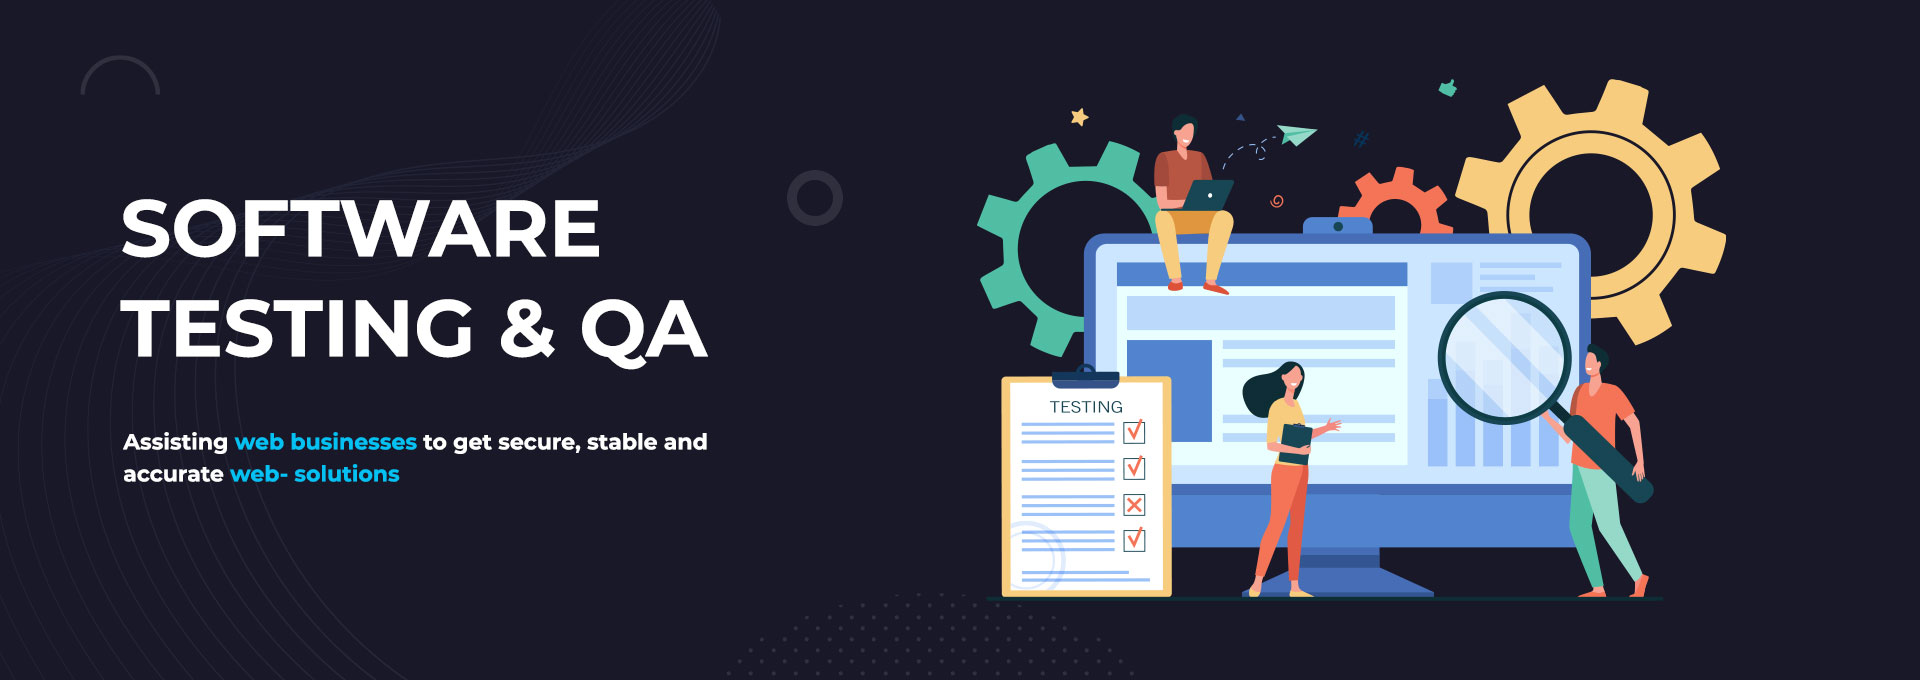 SOFTWARE
TESTING & QA
Assisting web businesses to get secure, stable and
accurate web- solutions
TESTING